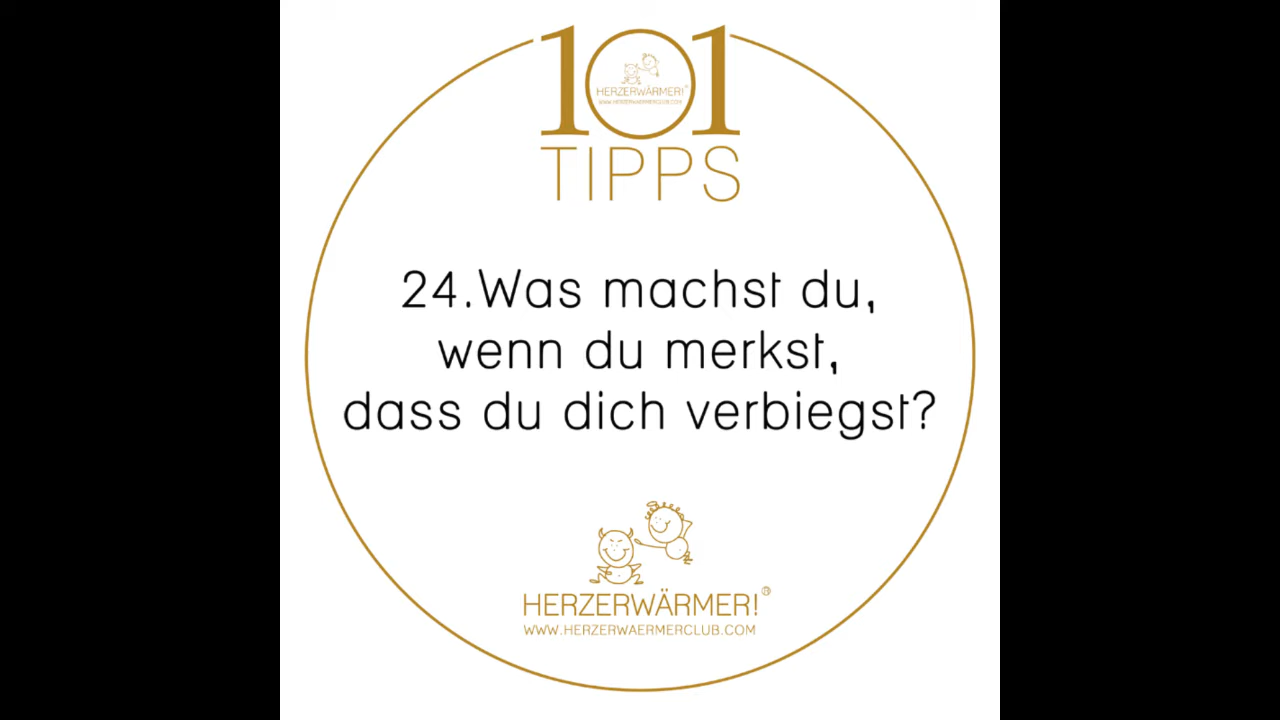 101
HERZERWÄRMER!®
WWW.HERZERWAERMERCLUB.COM
TIPPS
24.Was machst du,
wenn du merkst,
dass du dich verbiegst?
HERZERWÄRMER!®
WWW.HERZERWAERMERCLUB.COM